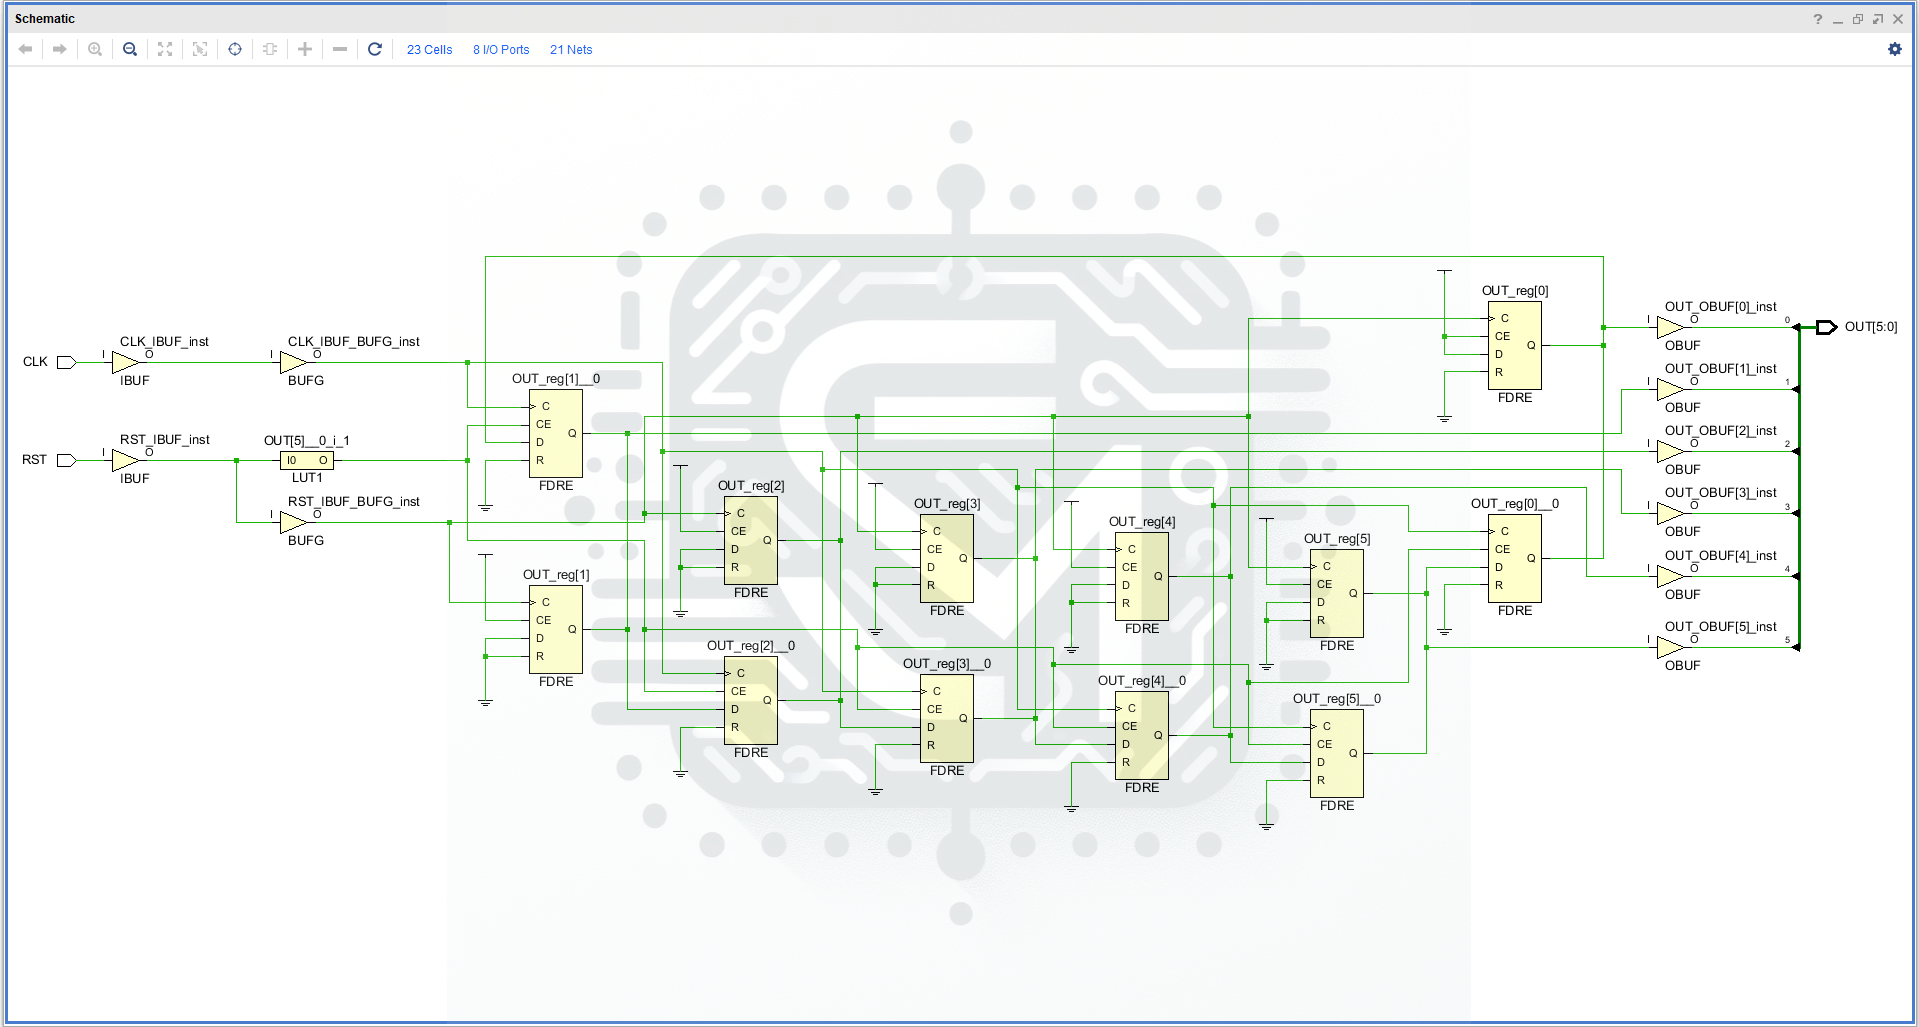 Schematic
23 Cells
8 I/O Ports
21 Nets
CLK
I
CLK_IBUF_inst
O
IBUF
I
CLK_IBUF_BUFG_inst
O
BUFG
RST
I
RST_IBUF_inst
O
IBUF
OUT[5]__0_i_1
I0 O
LUT1
I
RST_IBUF_BUFG_inst
O
BUFG
OUT_reg[1]__0
C
CE
D
R
Q
FDRE
OUT_reg[1]
C
CE
D
R
Q
FDRE
OUT_reg[2]
C
CE
D
R
Q
FDRE
OUT_reg[2]__0
C
CE
D
R
Q
FDRE
OUT_reg[3]
C
CE
D
R
Q
FDRE
OUT_reg[3]__0
C
CE
D
R
Q
FDRE
OUT_reg[4]
C
CE
D
R
Q
FDRE
OUT_reg[4]__0
C
CE
D
R
Q
FDRE
OUT_reg[5]
C
CE
D
R
Q
FDRE
OUT_reg[5]__0
C
CE
D
R
Q
FDRE
OUT_reg[0]
C
CE
D
R
Q
FDRE
OUT_reg[0]__0
C
CE
D
R
Q
FDRE
OUT_OBUF[0]_inst
I
O
0
OBUF
OUT_OBUF[1]_inst
I
O
1
OBUF
OUT_OBUF[2]_inst
I
O
2
OBUF
OUT_OBUF[3]_inst
I
O
3
OBUF
OUT_OBUF[4]_inst
I
O
4
OBUF
OUT_OBUF[5]_inst
I
O
5
OBUF
OUT[5:0]